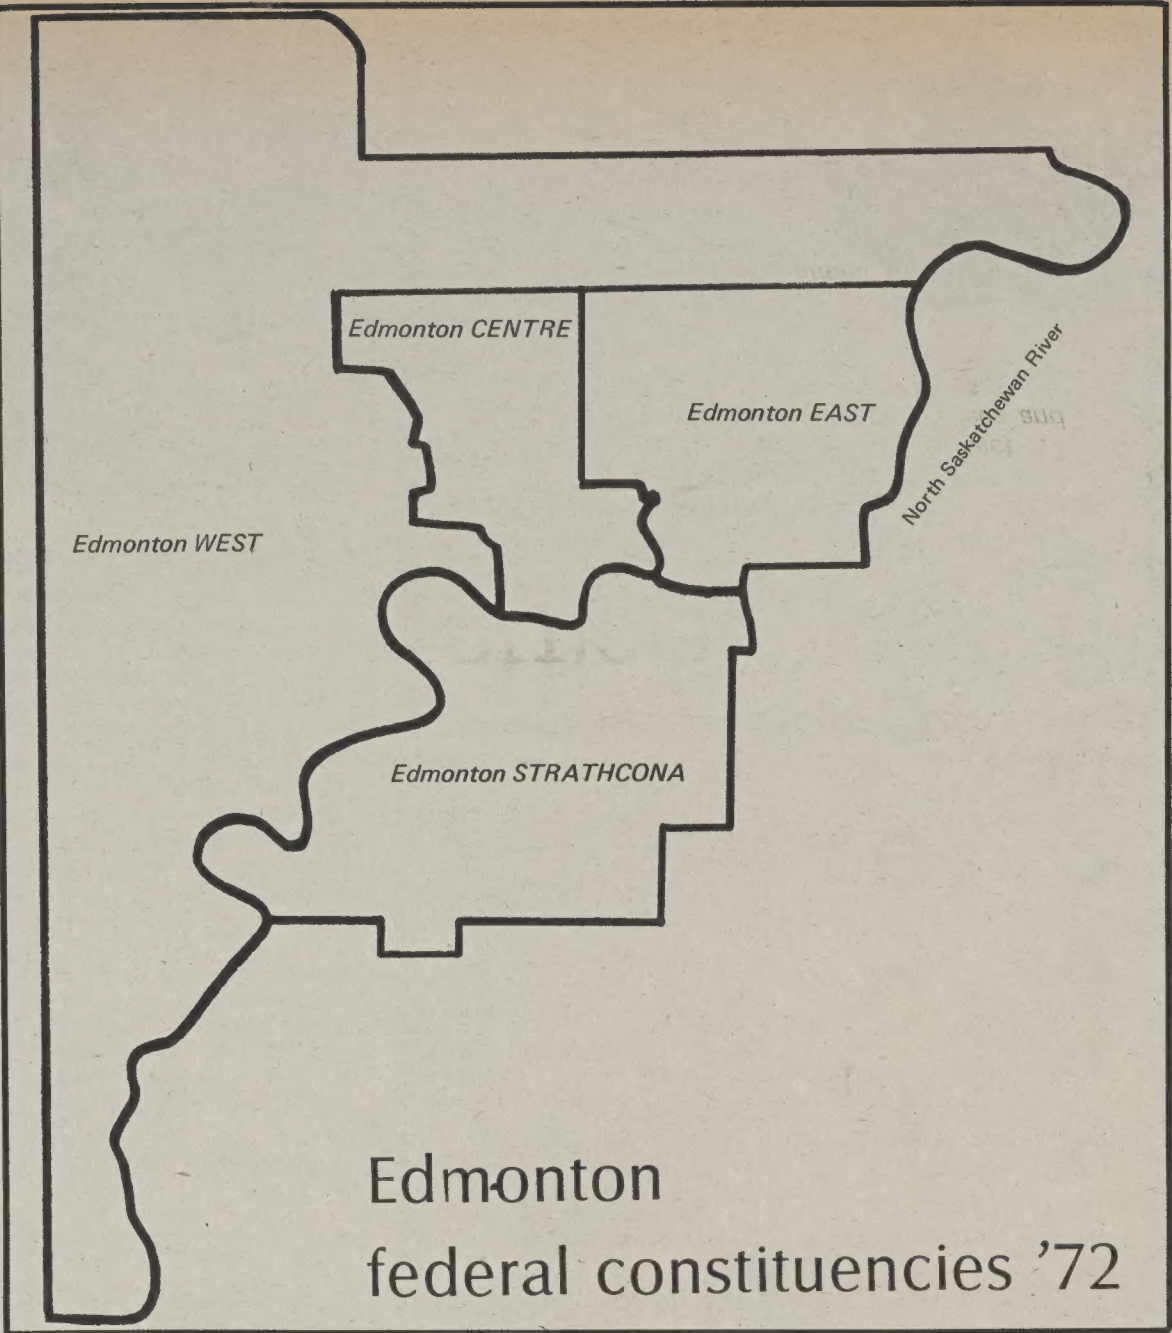 Edmonton CENTRE
Edmonton EAST
North Saskatchewan River
Edmonton WEST
Edmonton STRATHCONA
Edmonton
federal constituencies '72